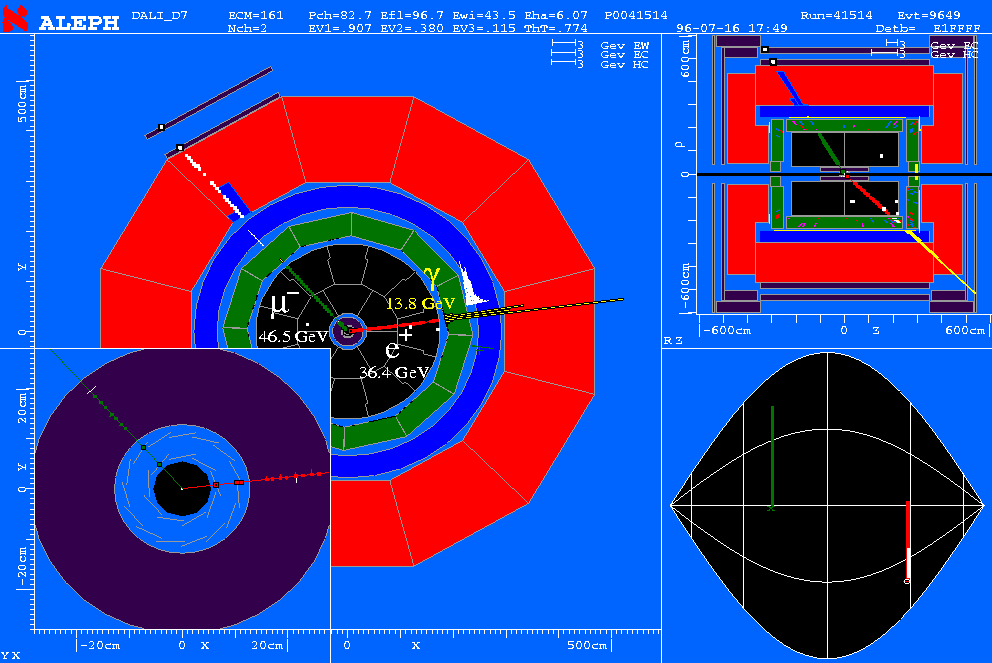 ALEPH DALI_D7 ECM=161 Pch=82.7 Efl=96.7 Ewi=43.5 Eha=6.07 P0041514 Run=41514 Evt=9649
Nch=2 EV1=.907 EV2=.380 EV3=.115 ThT=.774 96-07-16 17:49 Detb= E1FFFF
3 Gev EW
3 Gev EC
3 Gev HC
500cm
Y
0
γ
13.8 GeV
μ−
46.5 GeV
e+
36.4 GeV
20cm
Y
0
-20cm
YX
-20cm 0 X 20cm
0 X 500cm
3 Gev EC
3 Gev HC
600cm
ρ
0
-600cm
-600cm 0 Z 600cm
RZ